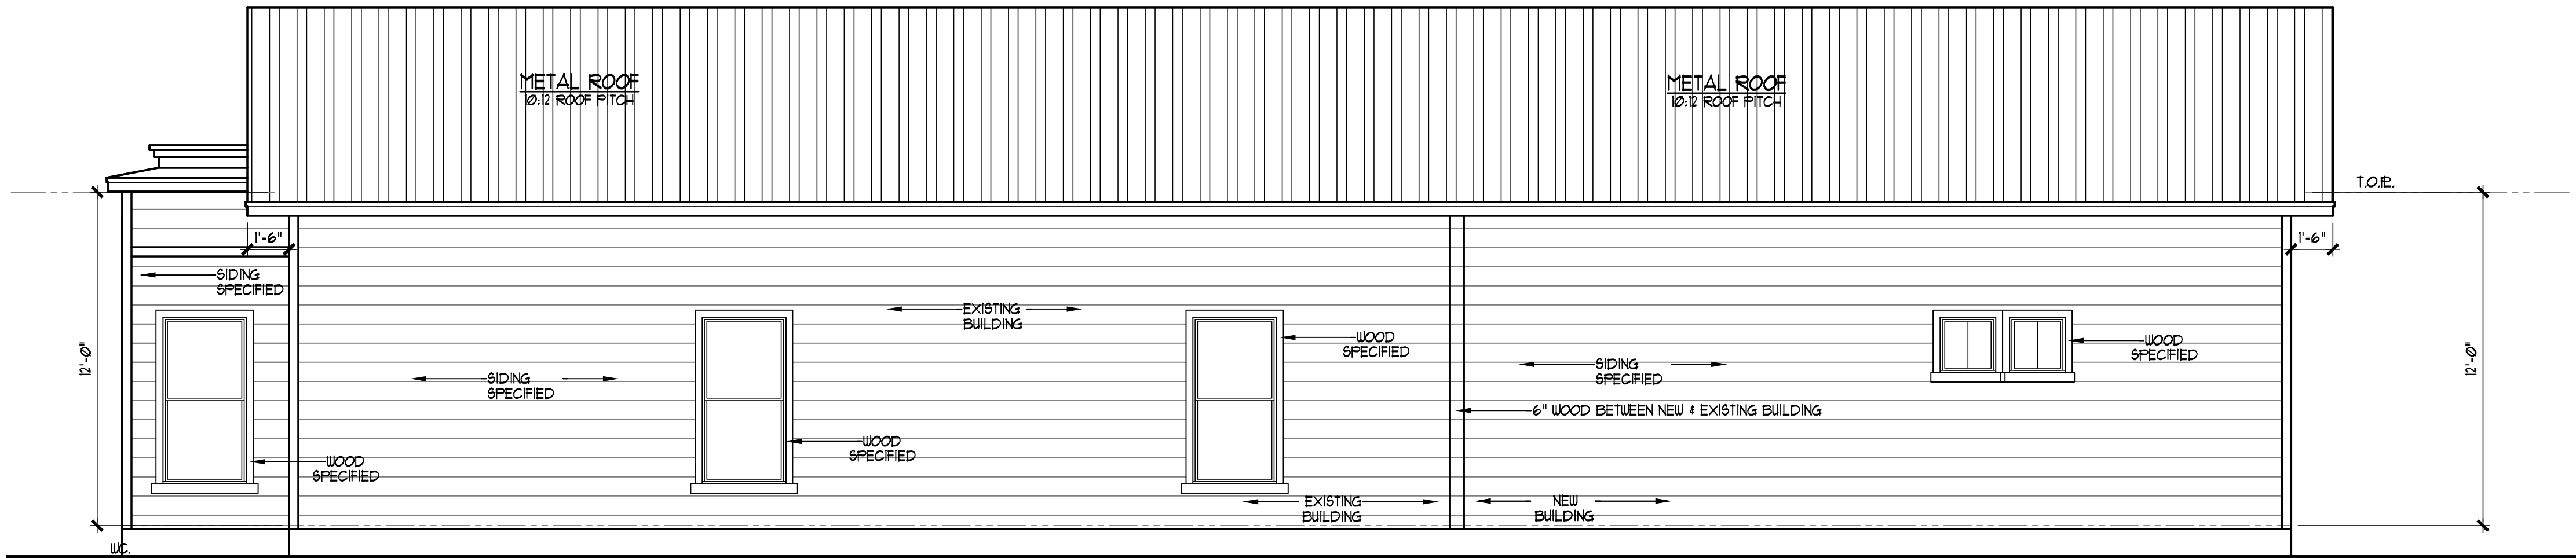 METAL ROOF
10:12 ROOF PITCH
METAL ROOF
10:12 ROOF PITCH
T.O.P.
1'-6"
1'-6"
SIDING
SPECIFIED
EXISTING
BUILDING
WOOD
SPECIFIED
WOOD
SPECIFIED
12'-0"
12'-0"
SIDING
SPECIFIED
SIDING
SPECIFIED
6" WOOD BETWEEN NEW & EXISTING BUILDING
WOOD
SPECIFIED
WOOD
SPECIFIED
EXISTING
BUILDING
NEW
BUILDING
W.C.